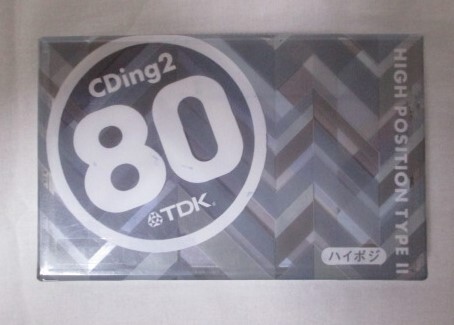 CDing2
80
TDK
HIGH POSITION TYPE II
ハイポジ